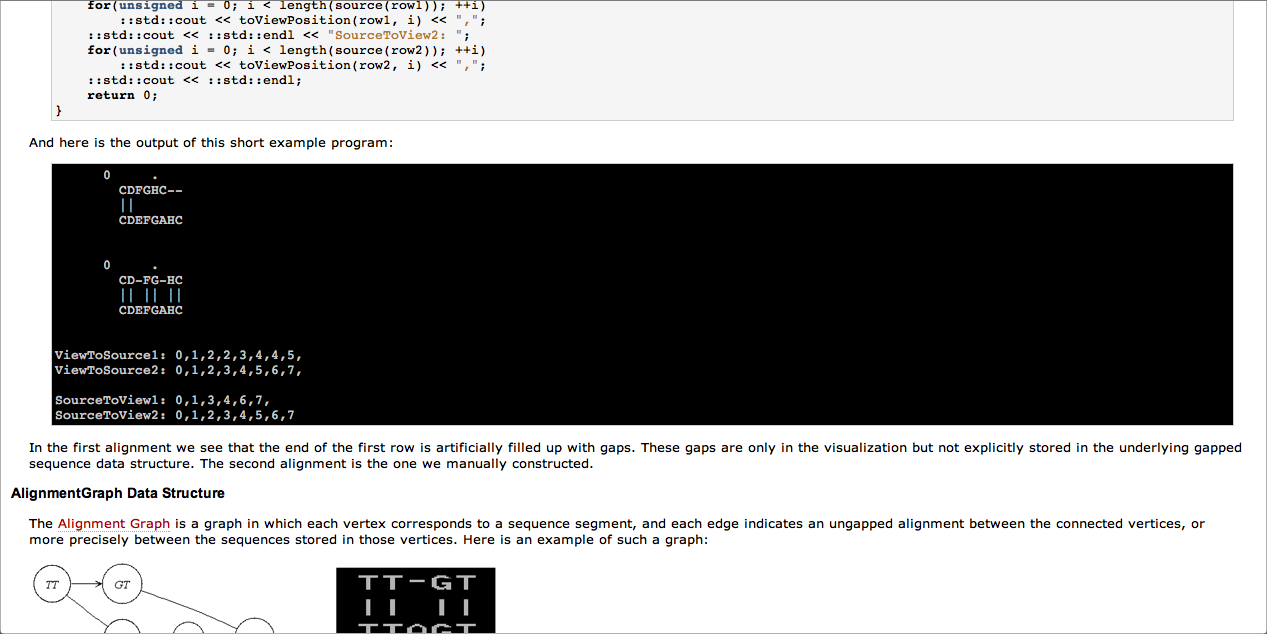 for(unsigned i = 0; i < length(source(row1)); ++i)
::std::cout << toViewPosition(row1, i) << ",";
::std::cout << ::std::endl << "SourceToView2: ";
for(unsigned i = 0; i < length(source(row2)); ++i)
::std::cout << toViewPosition(row2, i) << ",";
::std::cout << ::std::endl;
return 0;
}
And here is the output of this short example program:
0     .
CDFGHC--
||
CDEFGAHC
0     .
CD-FG-HC
|| || ||
CDEFGAHC
ViewToSource1: 0,1,2,2,3,4,4,5,
ViewToSource2: 0,1,2,3,4,5,6,7,
SourceToView1: 0,1,3,4,6,7,
SourceToView2: 0,1,2,3,4,5,6,7
In the first alignment we see that the end of the first row is artificially filled up with gaps. These gaps are only in the visualization but not explicitly stored in the underlying gapped
sequence data structure. The second alignment is the one we manually constructed.
AlignmentGraph Data Structure
The Alignment Graph is a graph in which each vertex corresponds to a sequence segment, and each edge indicates an ungapped alignment between the connected vertices, or
more precisely between the sequences stored in those vertices. Here is an example of such a graph:
TT GT
TT-GT
|| ||
TTAGT